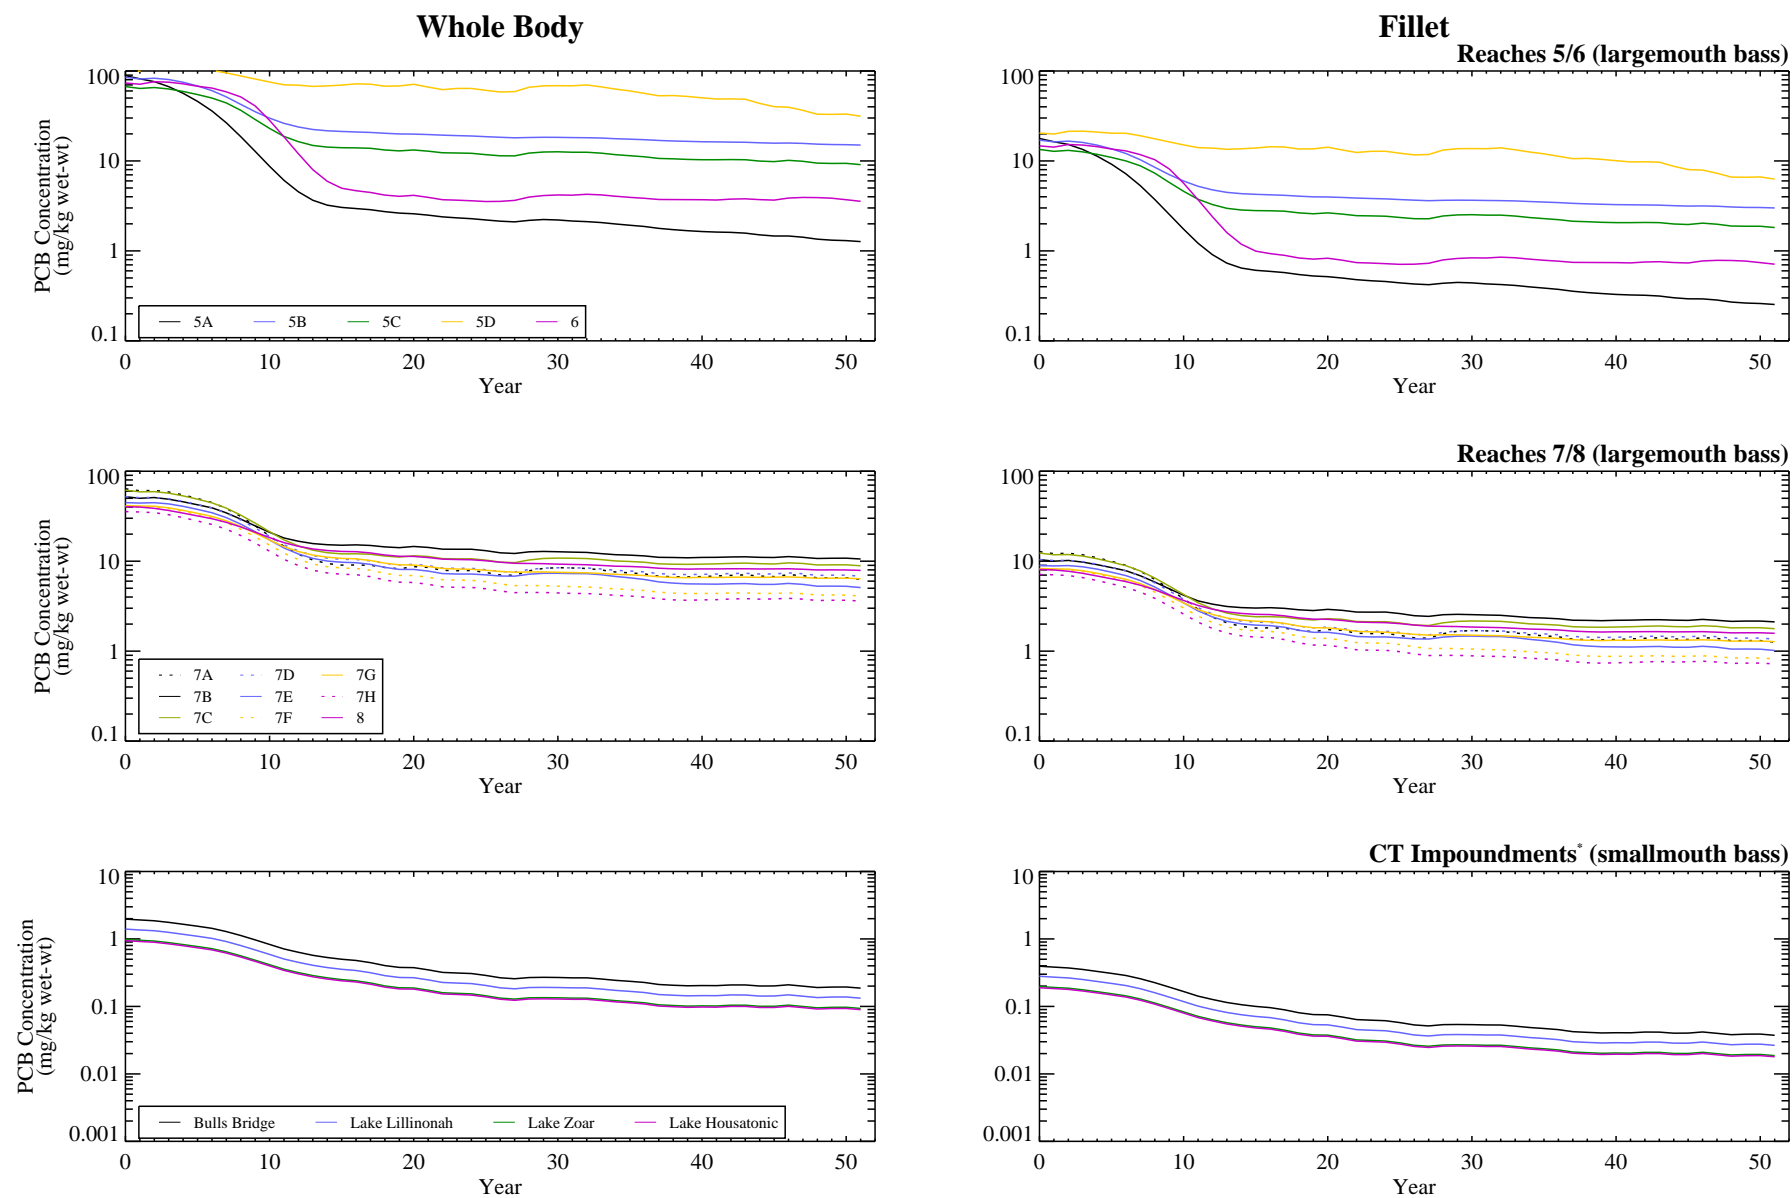 Whole Body
Fillet
Reaches 5/6 (largemouth bass)
PCB Concentration
(mg/kg wet-wt)
100
10
1
0.1
5A 5B 5C 5D 6
0 10 20 30 40 50
Year
100
10
1
0.1
0 10 20 30 40 50
Year
Reaches 7/8 (largemouth bass)
PCB Concentration
(mg/kg wet-wt)
100
10
1
0.1
7A 7D 7G
7B 7E 7H
7C 7F 8
0 10 20 30 40 50
Year
100
10
1
0.1
0 10 20 30 40 50
Year
CT Impoundments* (smallmouth bass)
PCB Concentration
(mg/kg wet-wt)
10
1
0.1
0.01
0.001
Bulls Bridge Lake Lillinonah Lake Zoar Lake Housatonic
0 10 20 30 40 50
Year
10
1
0.1
0.01
0.001
0 10 20 30 40 50
Year